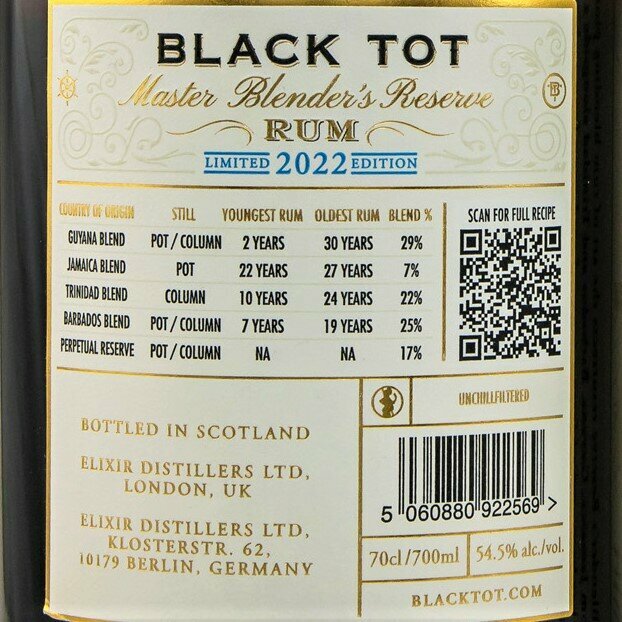 BLACK TOT
Master Blender's Reserve
RUM
LIMITED 2022 EDITION
COUNTRY OF ORIGIN STILL YOUNGEST RUM OLDEST RUM BLEND %
GUYANA BLEND POT / COLUMN 2 YEARS 30 YEARS 29%
JAMAICA BLEND POT 22 YEARS 27 YEARS 7%
TRINIDAD BLEND COLUMN 10 YEARS 24 YEARS 22%
BARBADOS BLEND POT / COLUMN 7 YEARS 19 YEARS 25%
PERPETUAL RESERVE POT / COLUMN NA NA 17%
SCAN FOR FULL RECIPE
BOTTLED IN SCOTLAND
ELIXIR DISTILLERS LTD,
LONDON, UK
ELIXIR DISTILLERS LTD,
KLOSTERSTR. 62,
10179 BERLIN, GERMANY
UNCHILLFILTERED
5 060880 922569 >
70cl/700ml 54.5% alc./vol.
BLACKTOT.COM